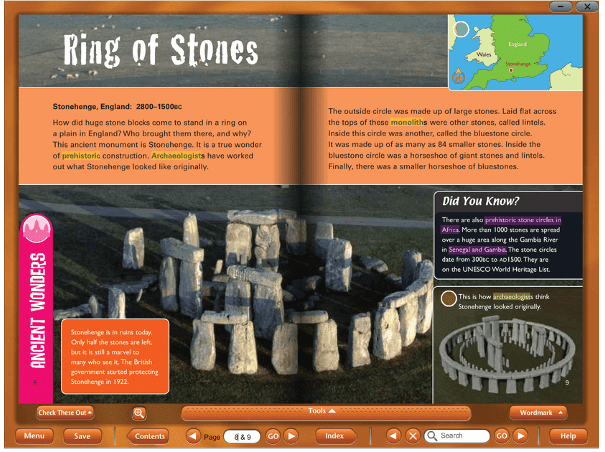 Ring of Stones
Wales
England
Stonehenge
Stonehenge, England: 2800–1500BC
How did huge stone blocks come to stand in a ring on
a plain in England? Who brought them there, and why?
This ancient monument is Stonehenge. It is a true wonder
of prehistoric construction. Archaeologists have worked
out what Stonehenge looked like originally.
The outside circle was made up of large stones. Laid flat across
the tops of these monoliths were other stones, called lintels.
Inside this circle was another, called the bluestone circle.
It was made up of as many as 84 smaller stones. Inside the
bluestone circle was a horseshoe of giant stones and lintels.
Finally, there was a smaller horseshoe of bluestones.
ANCIENT WONDERS
8
Stonehenge is in ruins today.
Only half the stones are left,
but it is still a marvel to
many who see it. The British
government started protecting
Stonehenge in 1922.
Did You Know?
There are also prehistoric stone circles in
Africa. More than 1000 stones are spread
over a huge area along the Gambia River
in Senegal and Gambia. The stone circles
date from 300BC to AD1500. They are
on the UNESCO World Heritage List.
This is how archaeologists think
Stonehenge looked originally.
9
Check These Out
Tools
Wordmark
Menu
Save
Contents
Page
8 & 9
GO
Index
Search
GO
Help